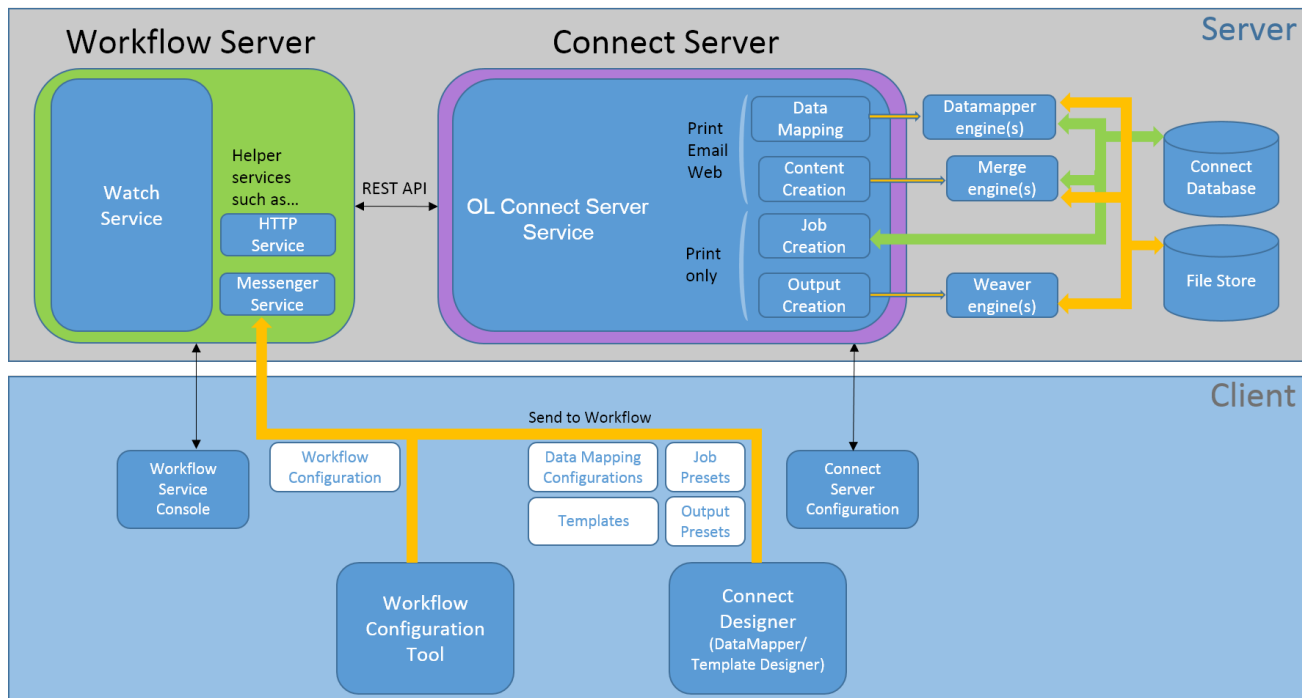 Server
Workflow Server
Connect Server
Watch
Service
Helper
services
such as...
HTTP
Service
Messenger
Service
REST API
OL Connect Server
Service
Print
Email
Web
Print
only
Data
Mapping
Content
Creation
Job
Creation
Output
Creation
Datamapper
engine(s)
Merge
engine(s)
Weaver
engine(s)
Connect
Database
File Store
Client
Send to Workflow
Workflow
Service
Console
Workflow
Configuration
Data Mapping
Configurations
Job
Presets
Templates
Output
Presets
Connect
Server
Configuration
Workflow
Configuration
Tool
Connect
Designer
(DataMapper/
Template Designer)